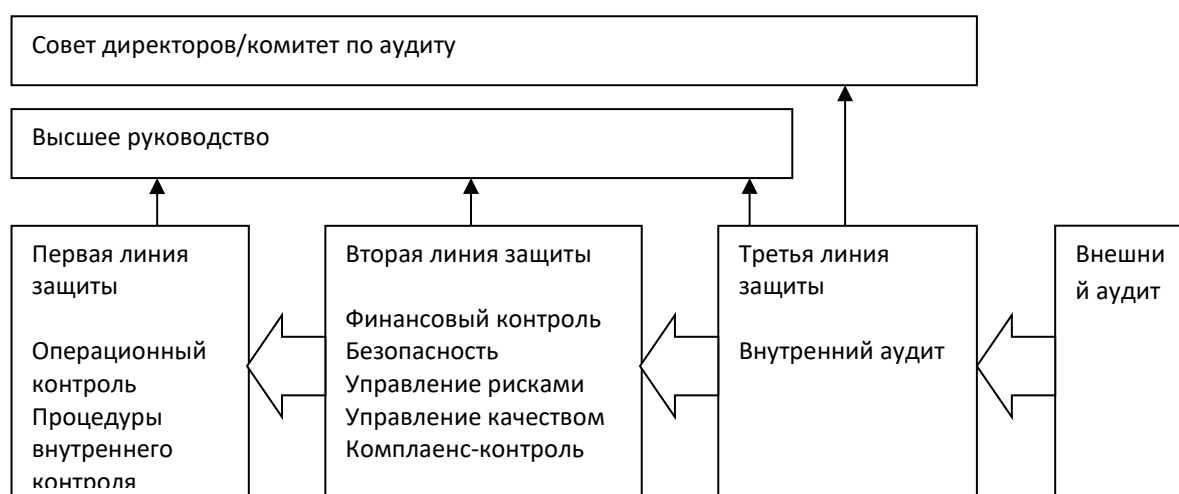 Совет директоров/комитет по аудиту
Высшее руководство
Первая линия
защиты
Операционный
контроль
Процедуры
внутреннего
контроля
Вторая линия защиты
Финансовый контроль
Безопасность
Управление рисками
Управление качеством
Комплаенс-контроль
Третья линия
защиты
Внутренний аудит
Внешни
й аудит